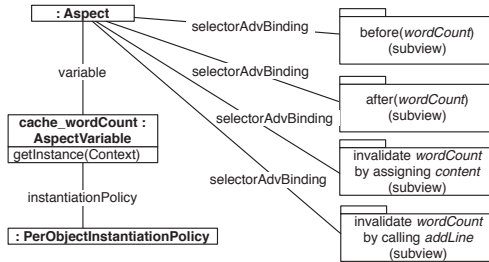 : Aspect
selectorAdvBinding
before(wordCount)
(subview)
variable
selectorAdvBinding
after(wordCount)
(subview)
cache_wordCount :
AspectVariable
getInstance(Context)
selectorAdvBinding
invalidate wordCount
by assigning content
(subview)
selectorAdvBinding
instantiationPolicy
: PerObjectInstantiationPolicy
invalidate wordCount
by calling addLine
(subview)